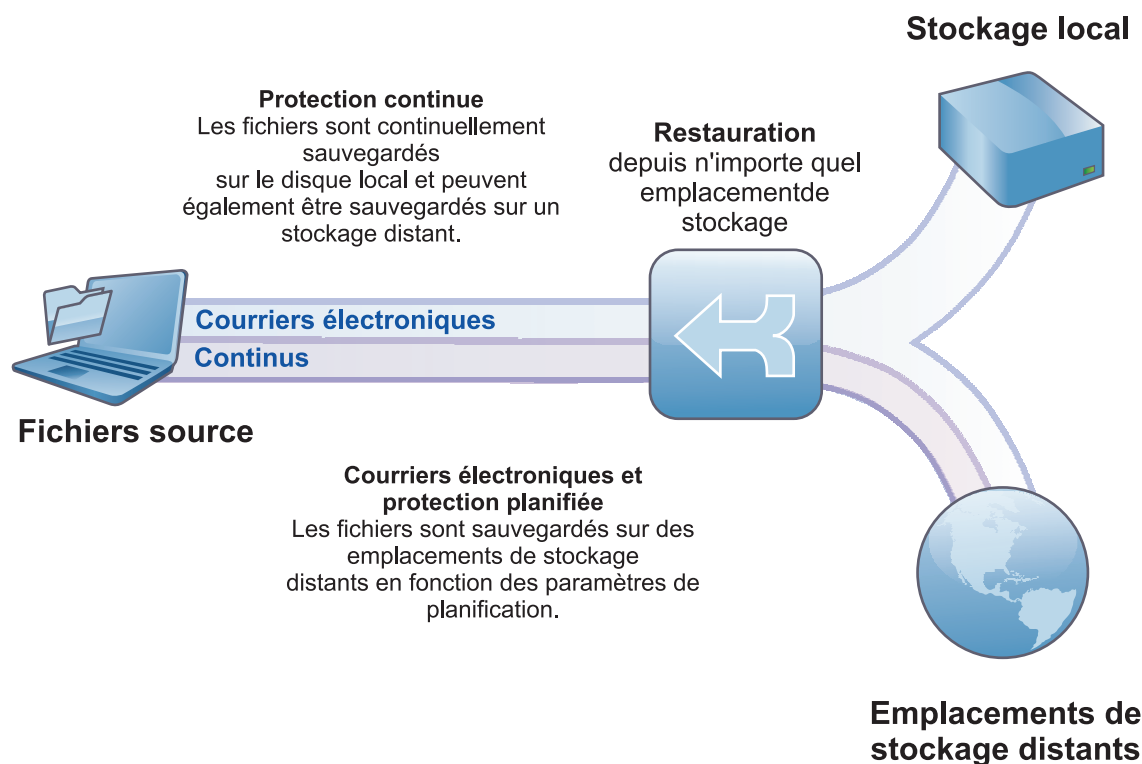 Stockage local
Protection continue
Les fichiers sont continuellement
sauvegardés
sur le disque local et peuvent
également être sauvegardés sur un
stockage distant.
Restauration
depuis n'importe quel
emplacementde
stockage
Courriers électroniques
Continus
Fichiers source
Courriers électroniques et
protection planifiée
Les fichiers sont sauvegardés sur des
emplacements de stockage
distants en fonction des paramètres de
planification.
Emplacements de
stockage distants